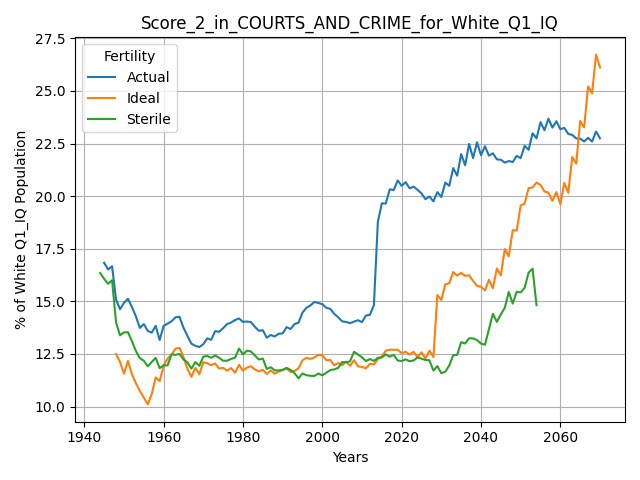 Score_2_in_COURTS_AND_CRIME_for_White_Q1_IQ
27.5
25.0
22.5
20.0
17.5
15.0
12.5
10.0
% of White Q1_IQ Population
Fertility
Actual
Ideal
Sterile
1940 1960 1980 2000 2020 2040 2060
Years